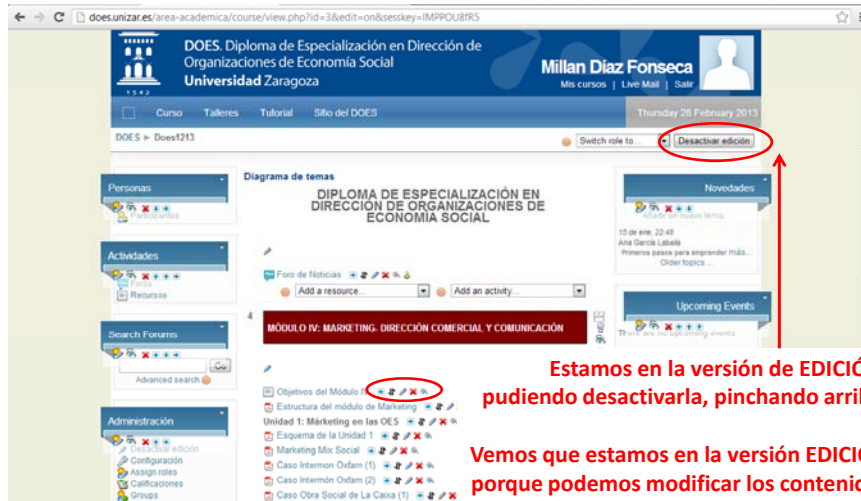 does.unizar.es/area-academica/course/view.php?id=3&edit=on&sesskey=IMPPOU8fR5
DOES. Diploma de Especialización en Dirección de
Organizaciones de Economía Social
Universidad Zaragoza
1542
Millan Díaz Fonseca
Mis cursos | Live Mail | Salir
Curso Talleres Tutorial Sitio del DOES
Thursday 28 February 2013
DOES ► Does1213
Switch role to...
Desactivar edición
Personas
Participantes
Actividades
Foros
Recursos
Search Forums
Go
Advanced search
Administración
Desactivar edición
Configuración
Assign roles
Calificaciones
Groups
Diagrama de temas
DIPLOMA DE ESPECIALIZACIÓN EN
DIRECCIÓN DE ORGANIZACIONES DE
ECONOMÍA SOCIAL
Foro de Noticias
Add a resource...
Add an activity...
4
MÓDULO IV: MARKETING. DIRECCIÓN COMERCIAL Y COMUNICACIÓN
Objetivos del Módulo IV
Estructura del módulo de Marketing
Unidad 1: Márketing en las OES
Esquema de la Unidad 1
Marketing Mix Social
Caso Intermon Oxfam (1)
Caso Intermón Oxfam (2)
Caso Obra Social de La Caixa (1)
Novedades
Añadir un nuevo tema...
15 de ene, 22:48
Ana García Labaila
Primeros pasos para emprender más...
Older topics ...
Upcoming Events
There are no upcoming events
Estamos en la versión de EDICIÓ
pudiendo desactivarla, pinchando arril
Vemos que estamos en la versión EDICIÓ
porque podemos modificar los contenid